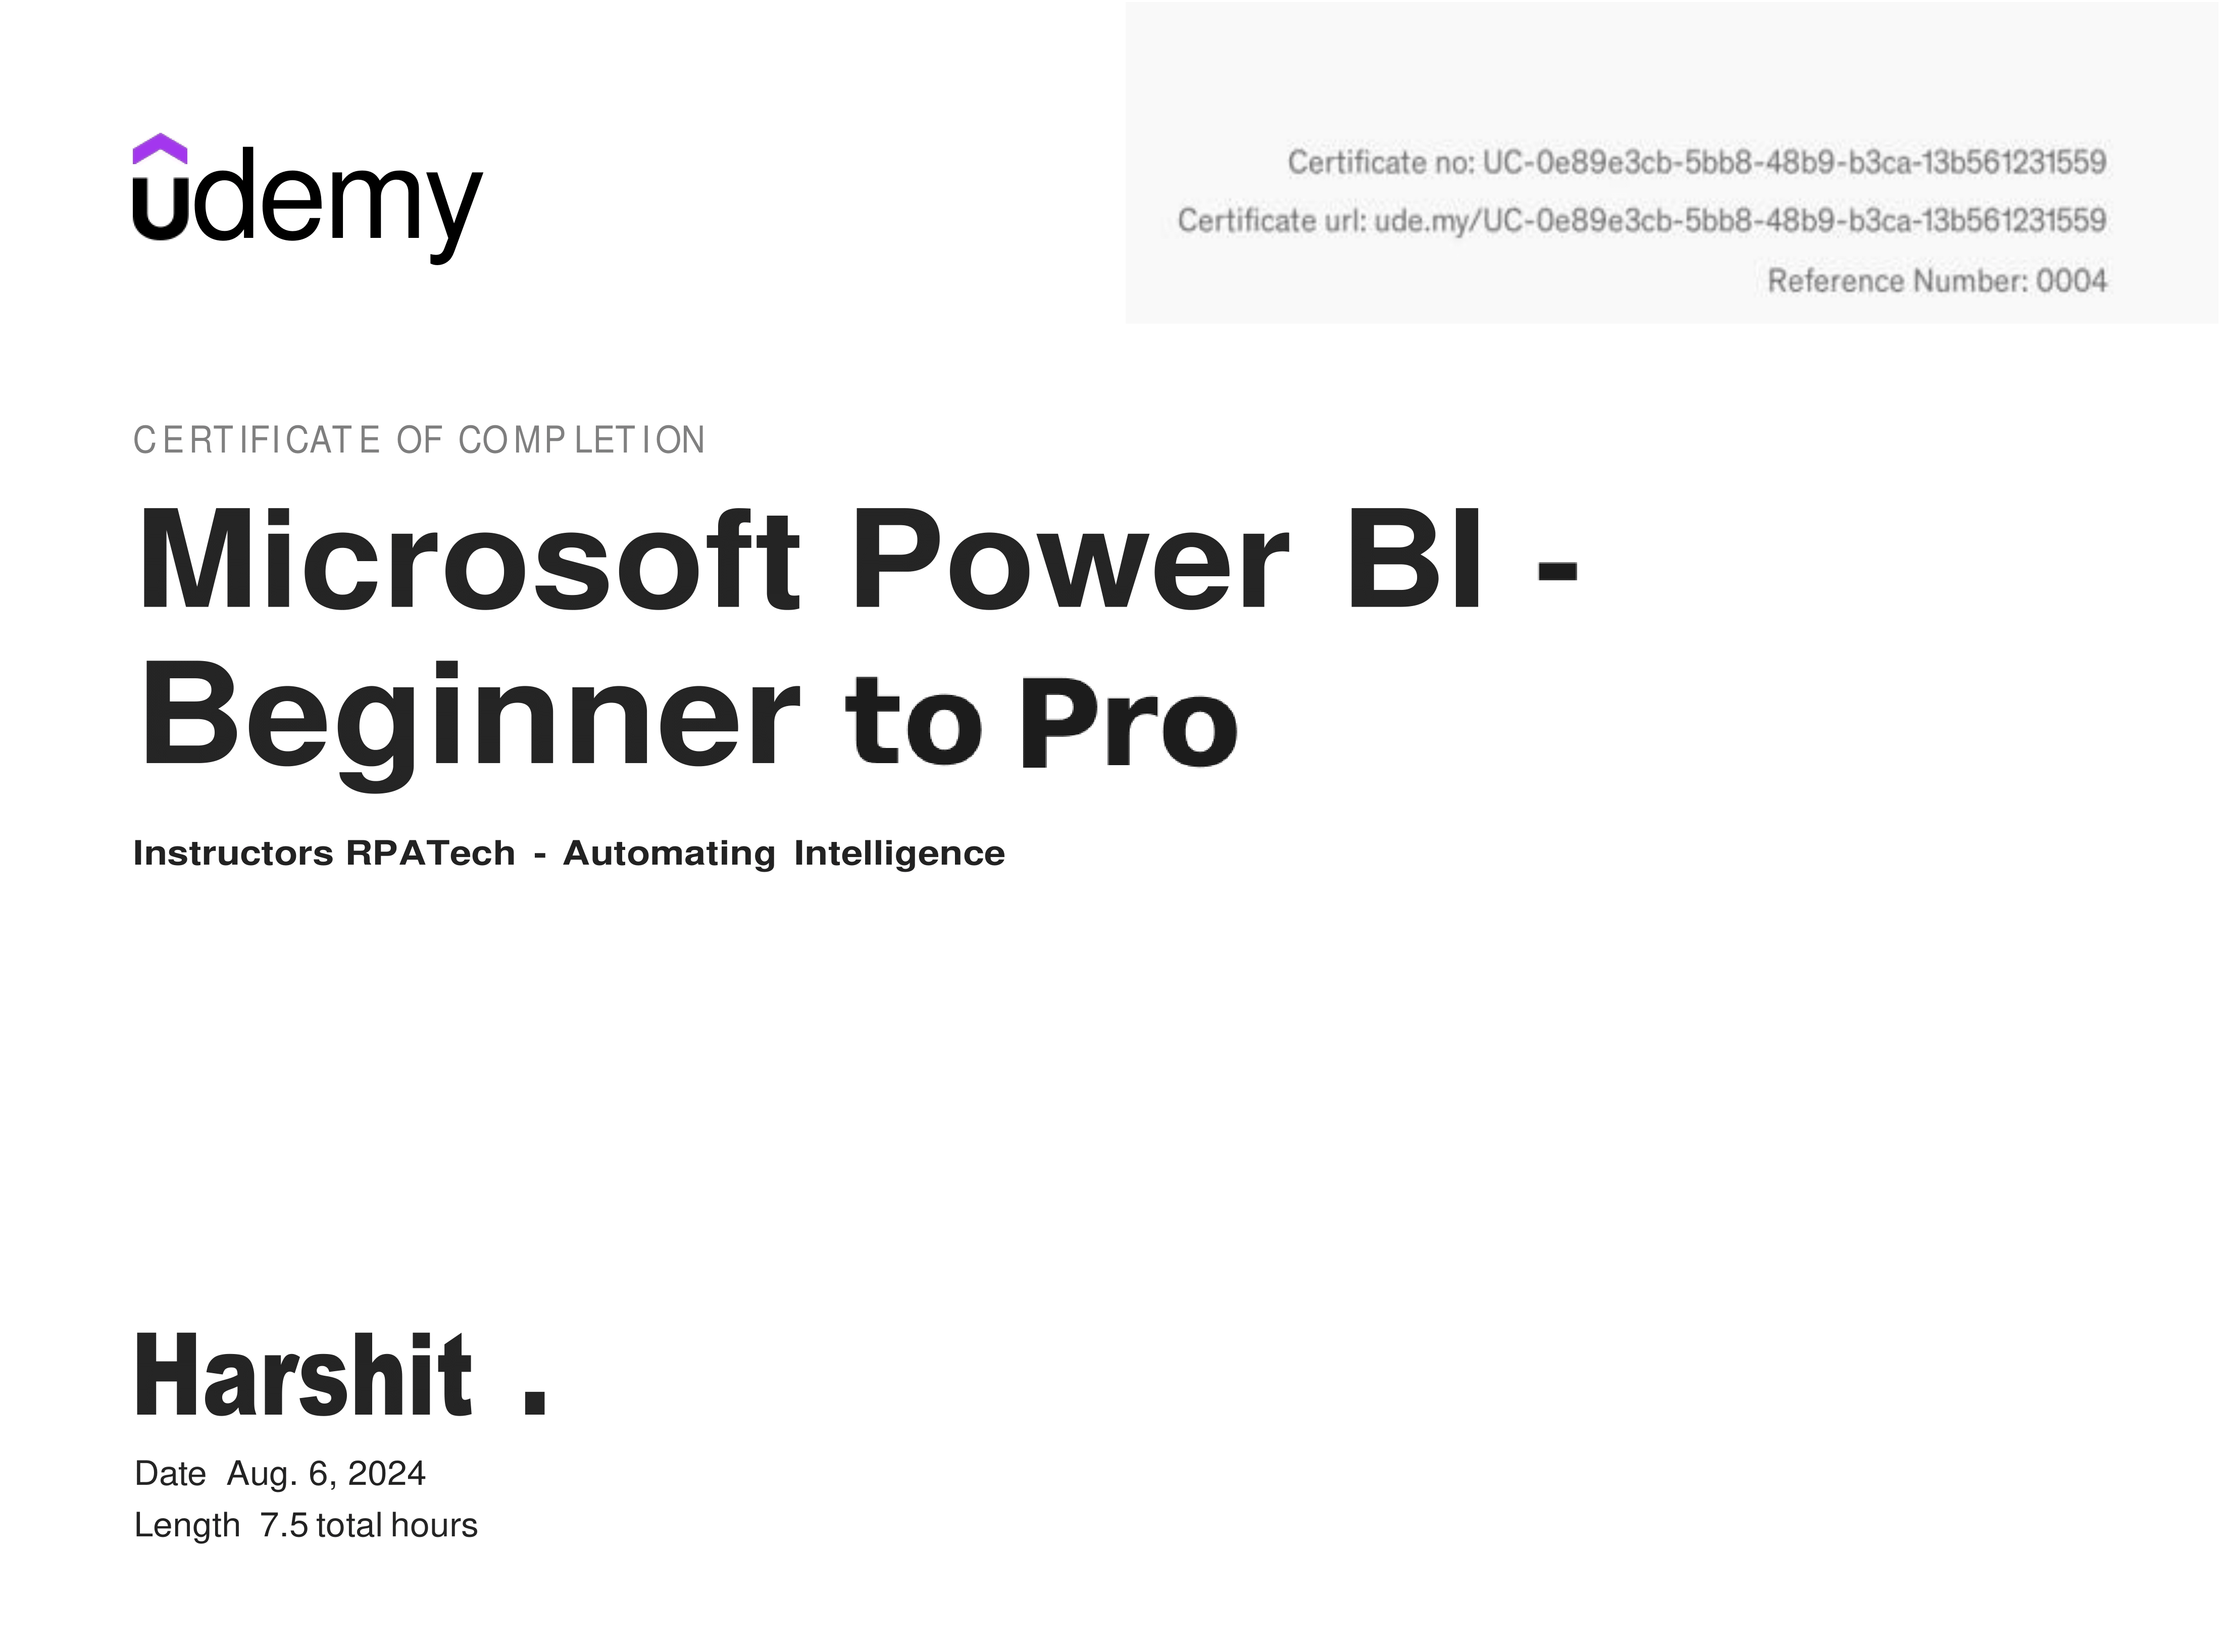 udemy
Certificate no: UC-0e89e3cb-5bb8-48b9-b3ca-13b561231559
Certificate url: ude.my/UC-0e89e3cb-5bb8-48b9-b3ca-13b561231559
Reference Number: 0004
CERTIFICATE OF COMPLETION
Microsoft Power BI -
Beginner to Pro
Instructors RPATech - Automating Intelligence
Harshit .
Date Aug. 6, 2024
Length 7.5 total hours